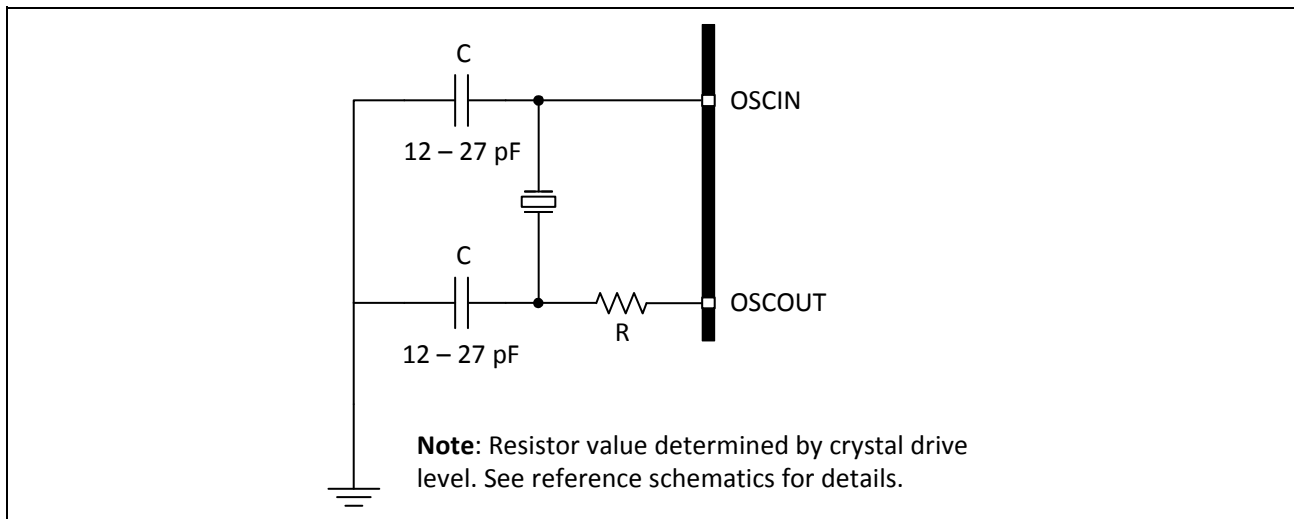 C
12 – 27 pF
OSCIN
C
12 – 27 pF
R
OSCOUT
Note: Resistor value determined by crystal drive
level. See reference schematics for details.